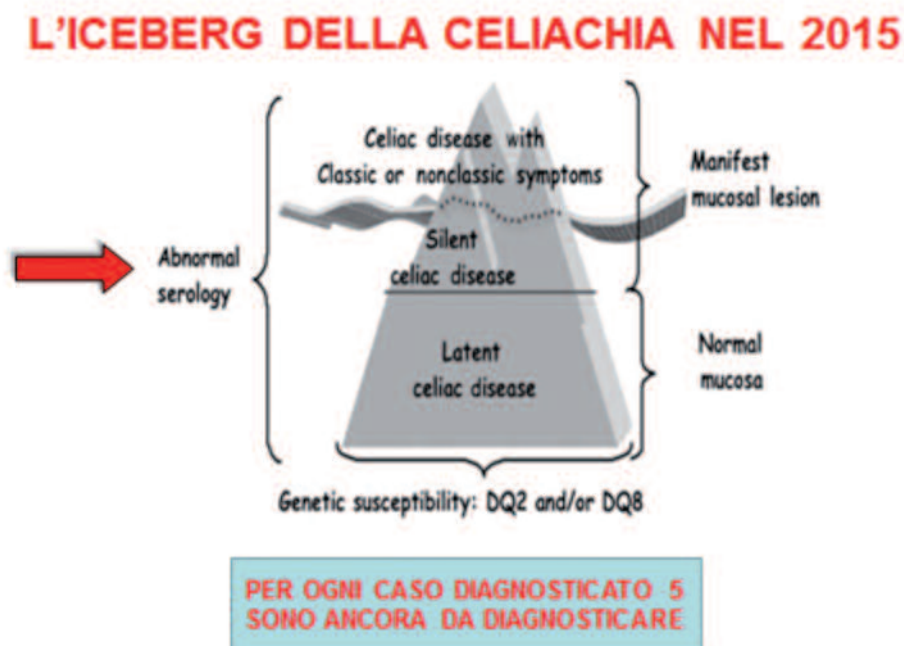 L'ICEBERG DELLA CELIACHIA NEL 2015
Celiac disease with
Classic or nonclassic symptoms
Manifest
mucosal lesion
Abnormal
serology
Silent
celiac disease
Latent
celiac disease
Normal
mucosa
Genetic susceptibility: DQ2 and/or DQ8
PER OGNI CASO DIAGNOSTICATO 5
SONO ANCORA DA DIAGNOSTICARE